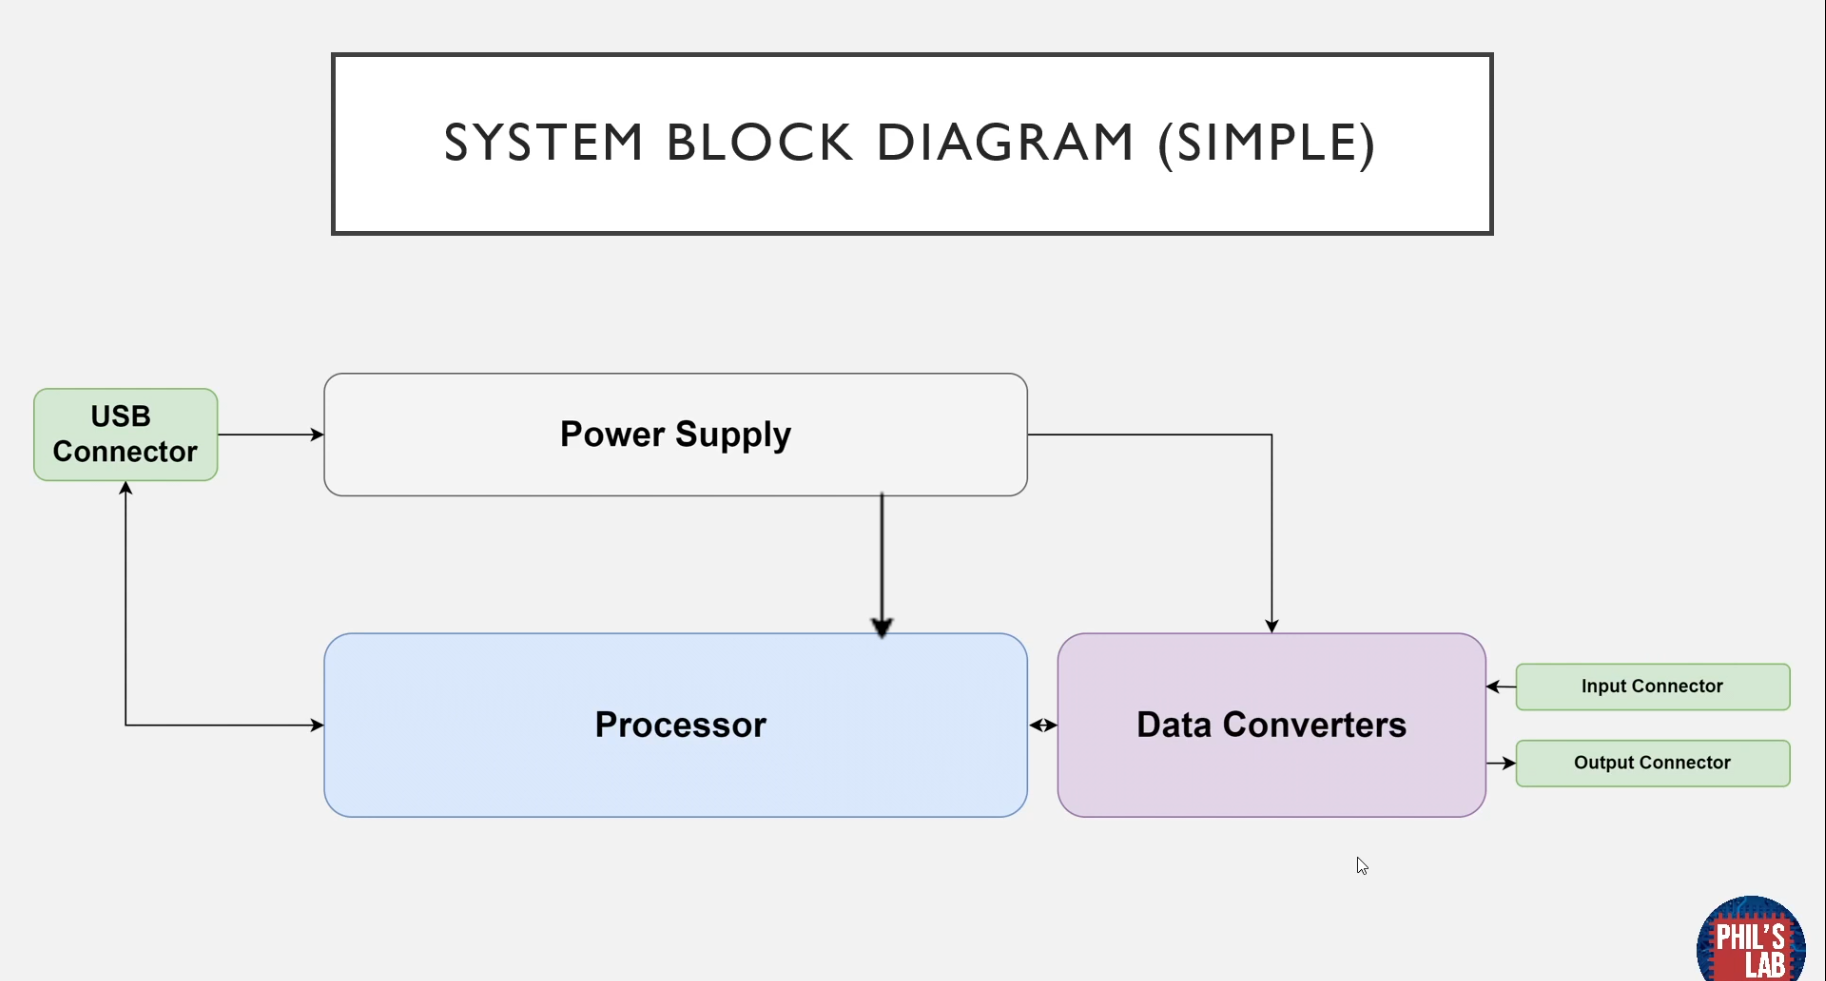 SYSTEM BLOCK DIAGRAM (SIMPLE)
USB
Connector
Power Supply
Processor
Data Converters
Input Connector
Output Connector
PHIL'S
LAB